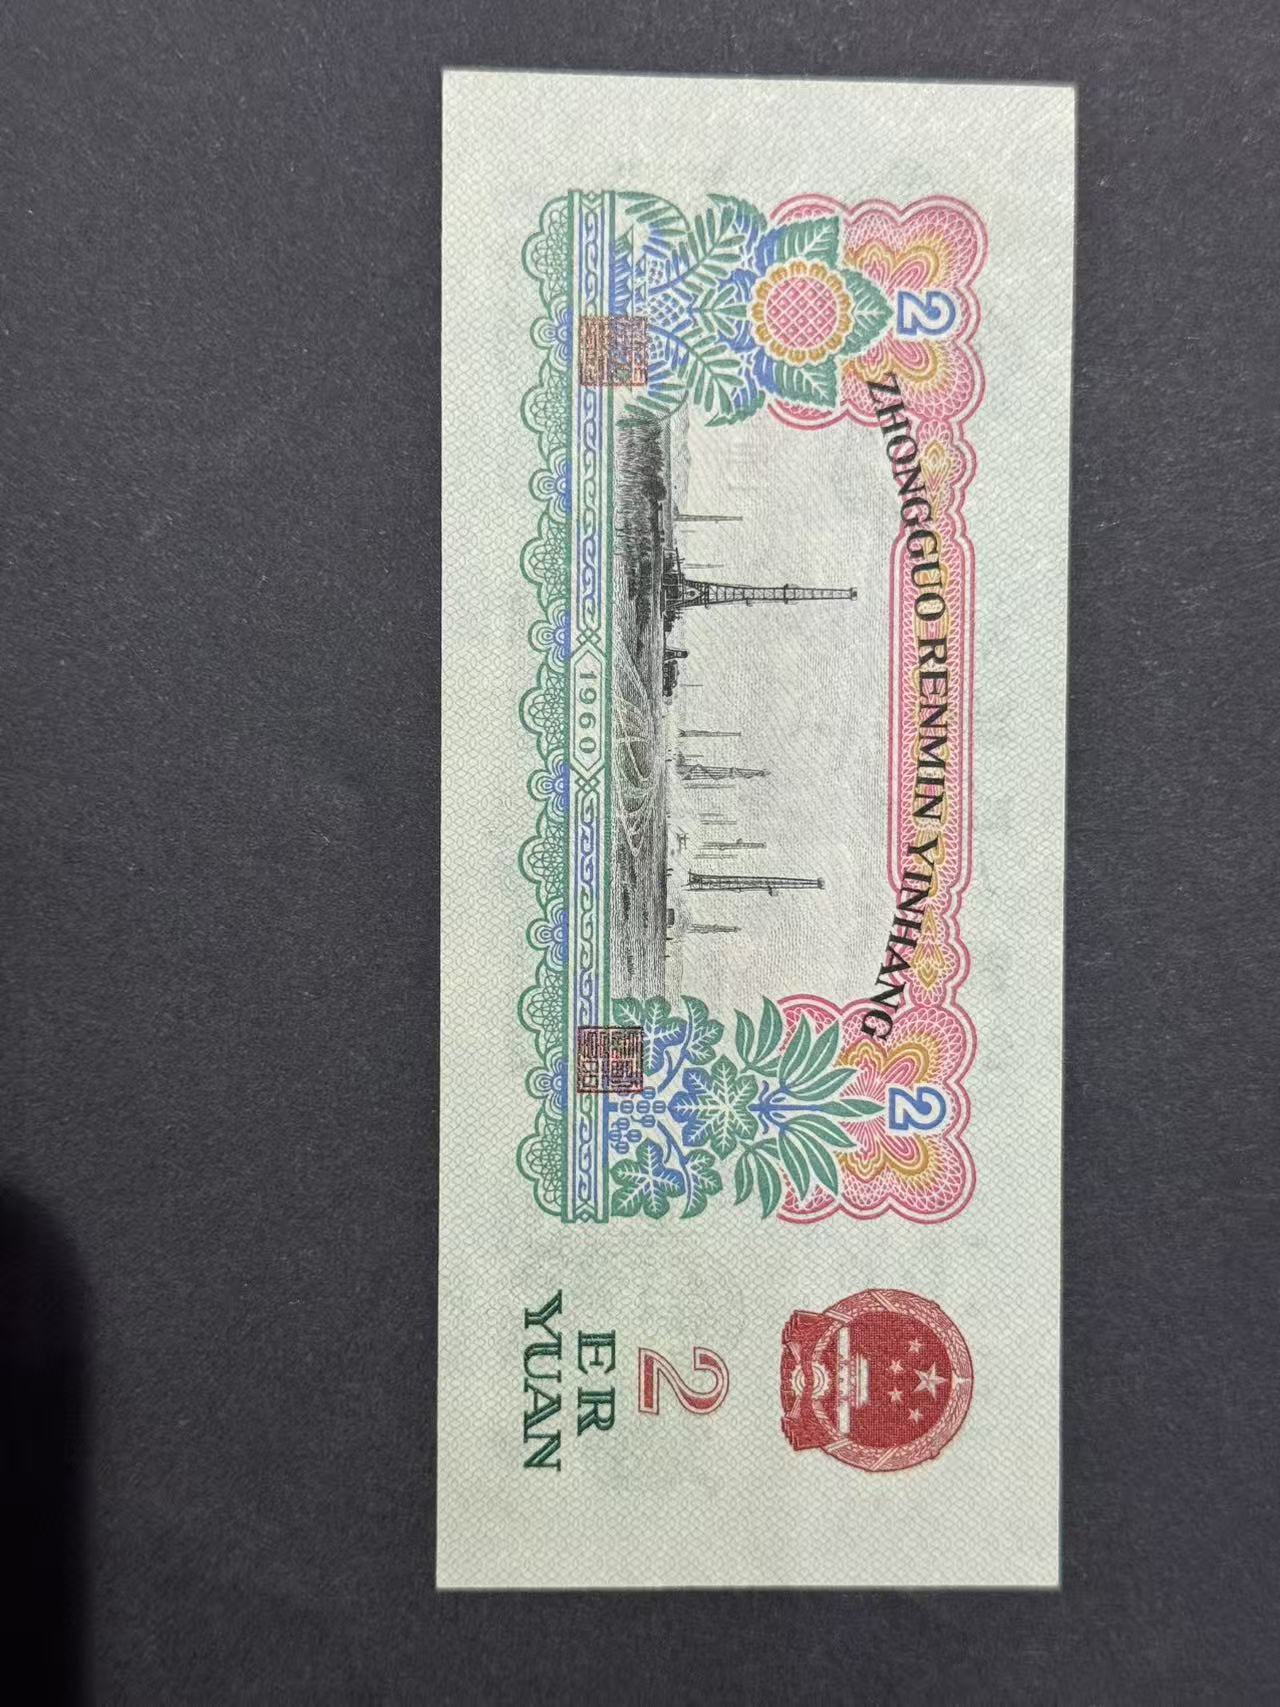 ZHONGGUO RENMIN YINHANG
2
2
1960
2
ER
YUAN